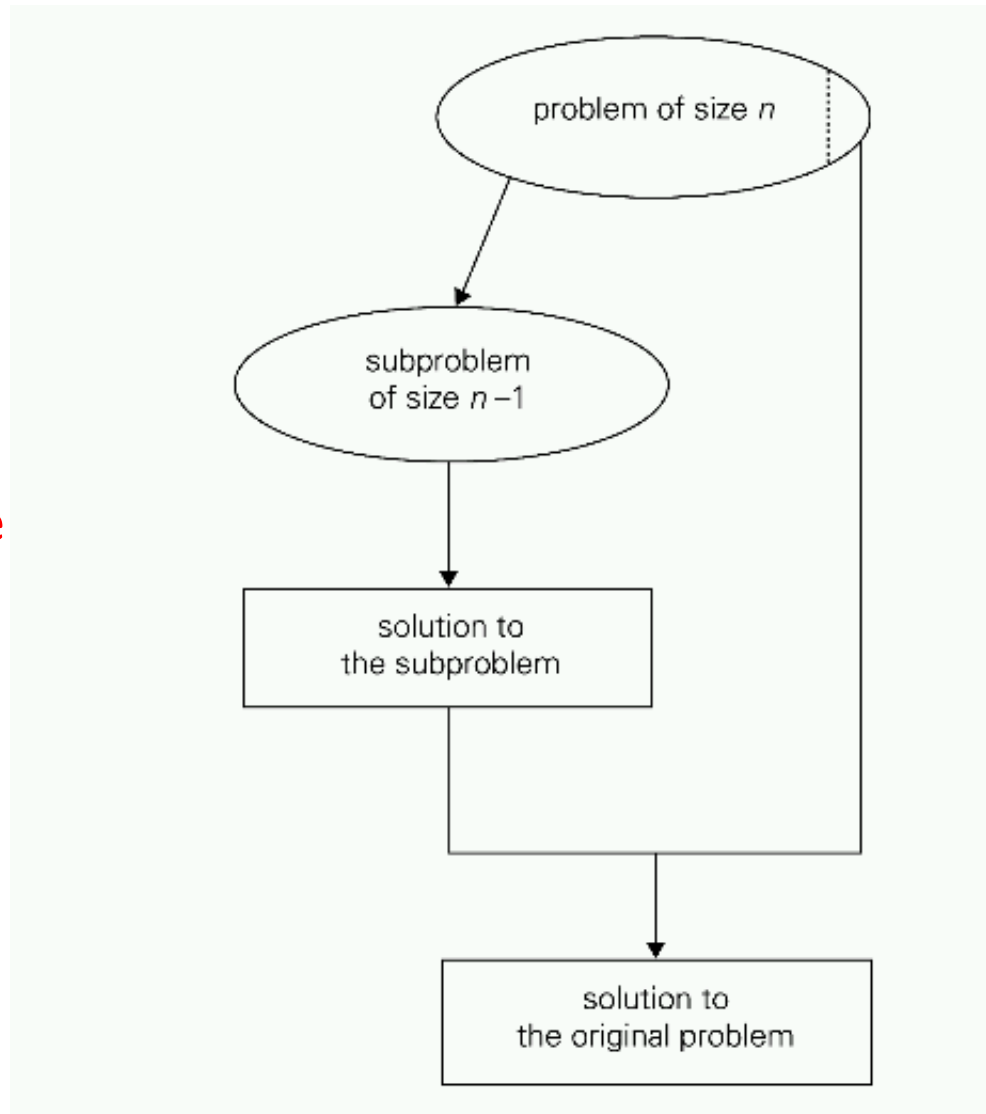 problem of size n
subproblem
of size n–1
e
solution to
the subproblem
solution to
the original problem